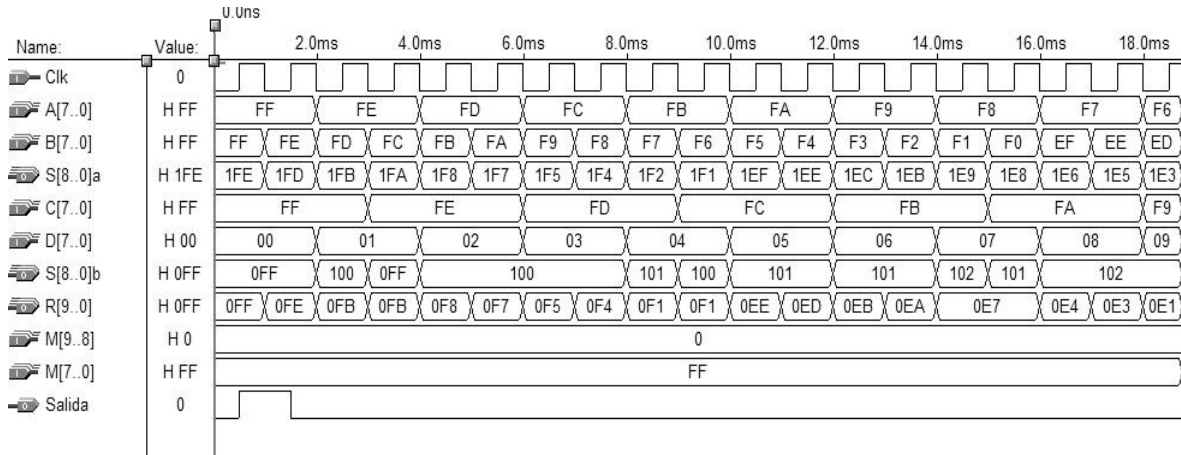 0.0ns
Name: Value: 2.0ms 4.0ms 6.0ms 8.0ms 10.0ms 12.0ms 14.0ms 16.0ms 18.0ms
Clk 0
A[7..0] H FF FF FE FD FC FB FA F9 F8 F7 F6
B[7..0] H FF FF FE FD FC FB FA F9 F8 F7 F6 F5 F4 F3 F2 F1 F0 EF EE ED
S[8..0]a H 1FE 1FE 1FD 1FB 1FA 1F8 1F7 1F5 1F4 1F2 1F1 1EF 1EE 1EC 1EB 1E9 1E8 1E6 1E5 1E3
C[7..0] H FF FF FE FD FC FB FA F9
D[7..0] H 00 00 01 02 03 04 05 06 07 08 09
S[8..0]b H 0FF 0FF 100 0FF 100 101 100 101 101 102 101 102
R[9..0] H 0FF 0FF 0FE 0FB 0FB 0F8 0F7 0F5 0F4 0F1 0F1 0EE 0ED 0EB 0EA 0E7 0E4 0E3 0E1
M[9..8] H 0 0
M[7..0] H FF FF
Salida 0